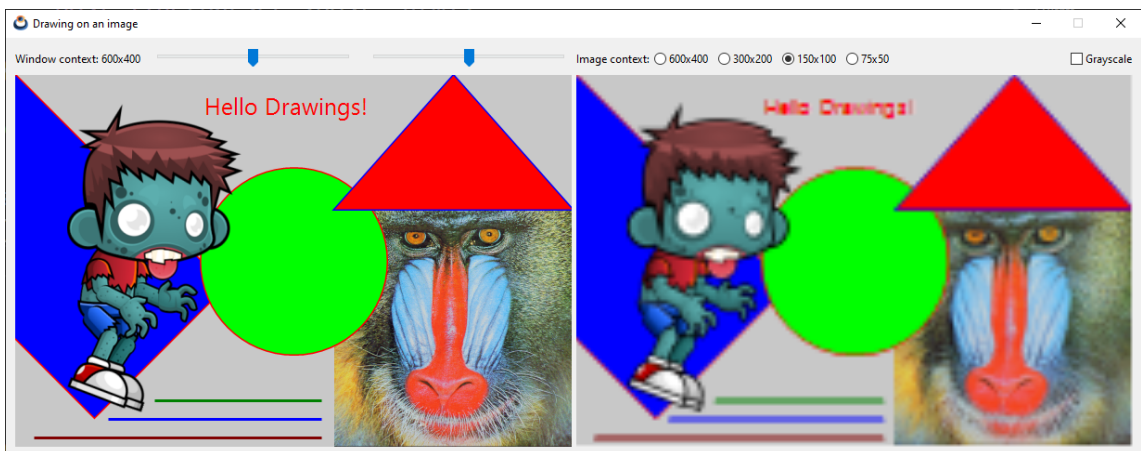 Drawing on an image
Window context: 600x400
Image context: 600x400 300x200 150x100 75x50 Grayscale
Hello Drawings!
Hello Drawings!